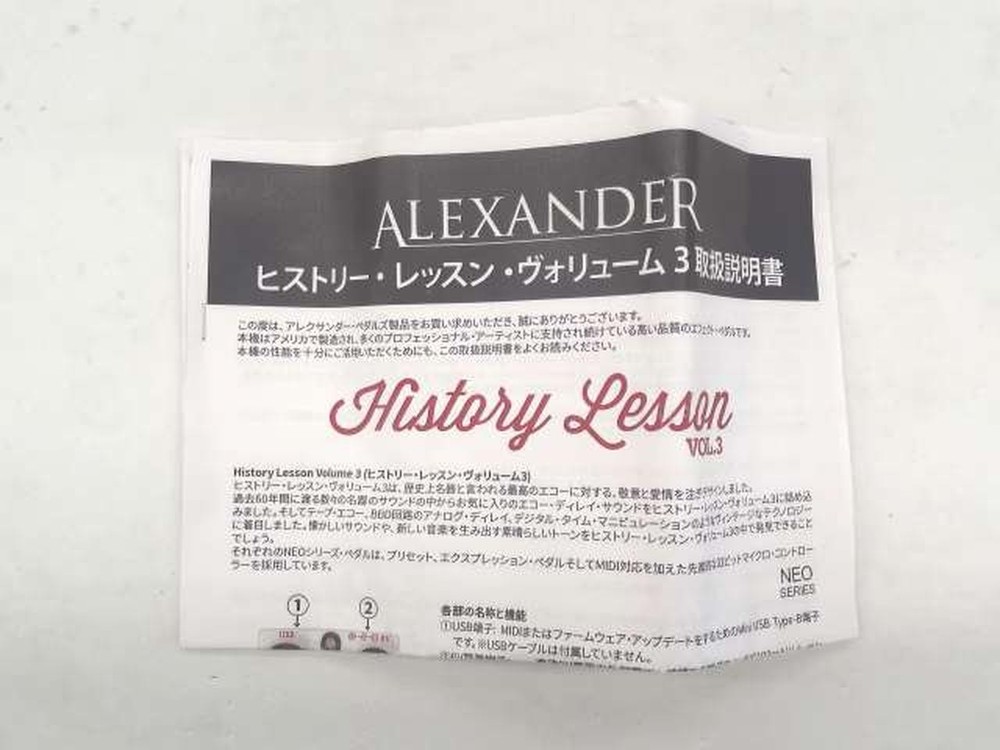 ALEXANDER
ヒストリー・レッスン・ヴォリューム 3 取扱説明書
この度は、アレクサンダー・ペダルズ製品をお買い求めいただき、誠にありがとうございます。
本機はアメリカで製造され、多くのプロフェッショナル・アーティストに支持され続けている高い品質のエフェクト・ペダルです。
本機の性能を十分にご活用いただくためにも、この取扱説明書をよくお読みください。
History Lesson
VOL.3
History Lesson Volume 3 (ヒストリー・レッスン・ヴォリューム3)
ヒストリー・レッスン・ヴォリューム3は、歴史上名器と言われる最高のエコーに対する、敬意と愛情を注ぎデザインしました。
過去60年間に渡る数々の名器のサウンドの中からお気に入りのエコー・ディレイ・サウンドをヒストリー・レッスン・ヴォリューム3に詰め込
みました。そしてテープ・エコー、BBD回路のアナログ・ディレイ、デジタル・タイム・マニピュレーションのようなヴィンテージなテクノロジー
に着目しました。懐かしいサウンドや、新しい音楽を生み出す素晴らしいトーンをヒストリー・レッスン・ヴォリューム3の中で発見できること
でしょう。
それぞれのNEOシリーズ・ペダルは、プリセット、エクスプレッション・ペダルそしてMIDI対応を加えた先進的な32ビットマイクロ・コントロー
ラーを採用しています。
NEO
SERIES
① ②
USB
各部の名称と機能
①USB端子: MIDIまたはファームウェア・アップデートをするためのMini USB Type-B端子
です。※USBケーブルは付属していません。